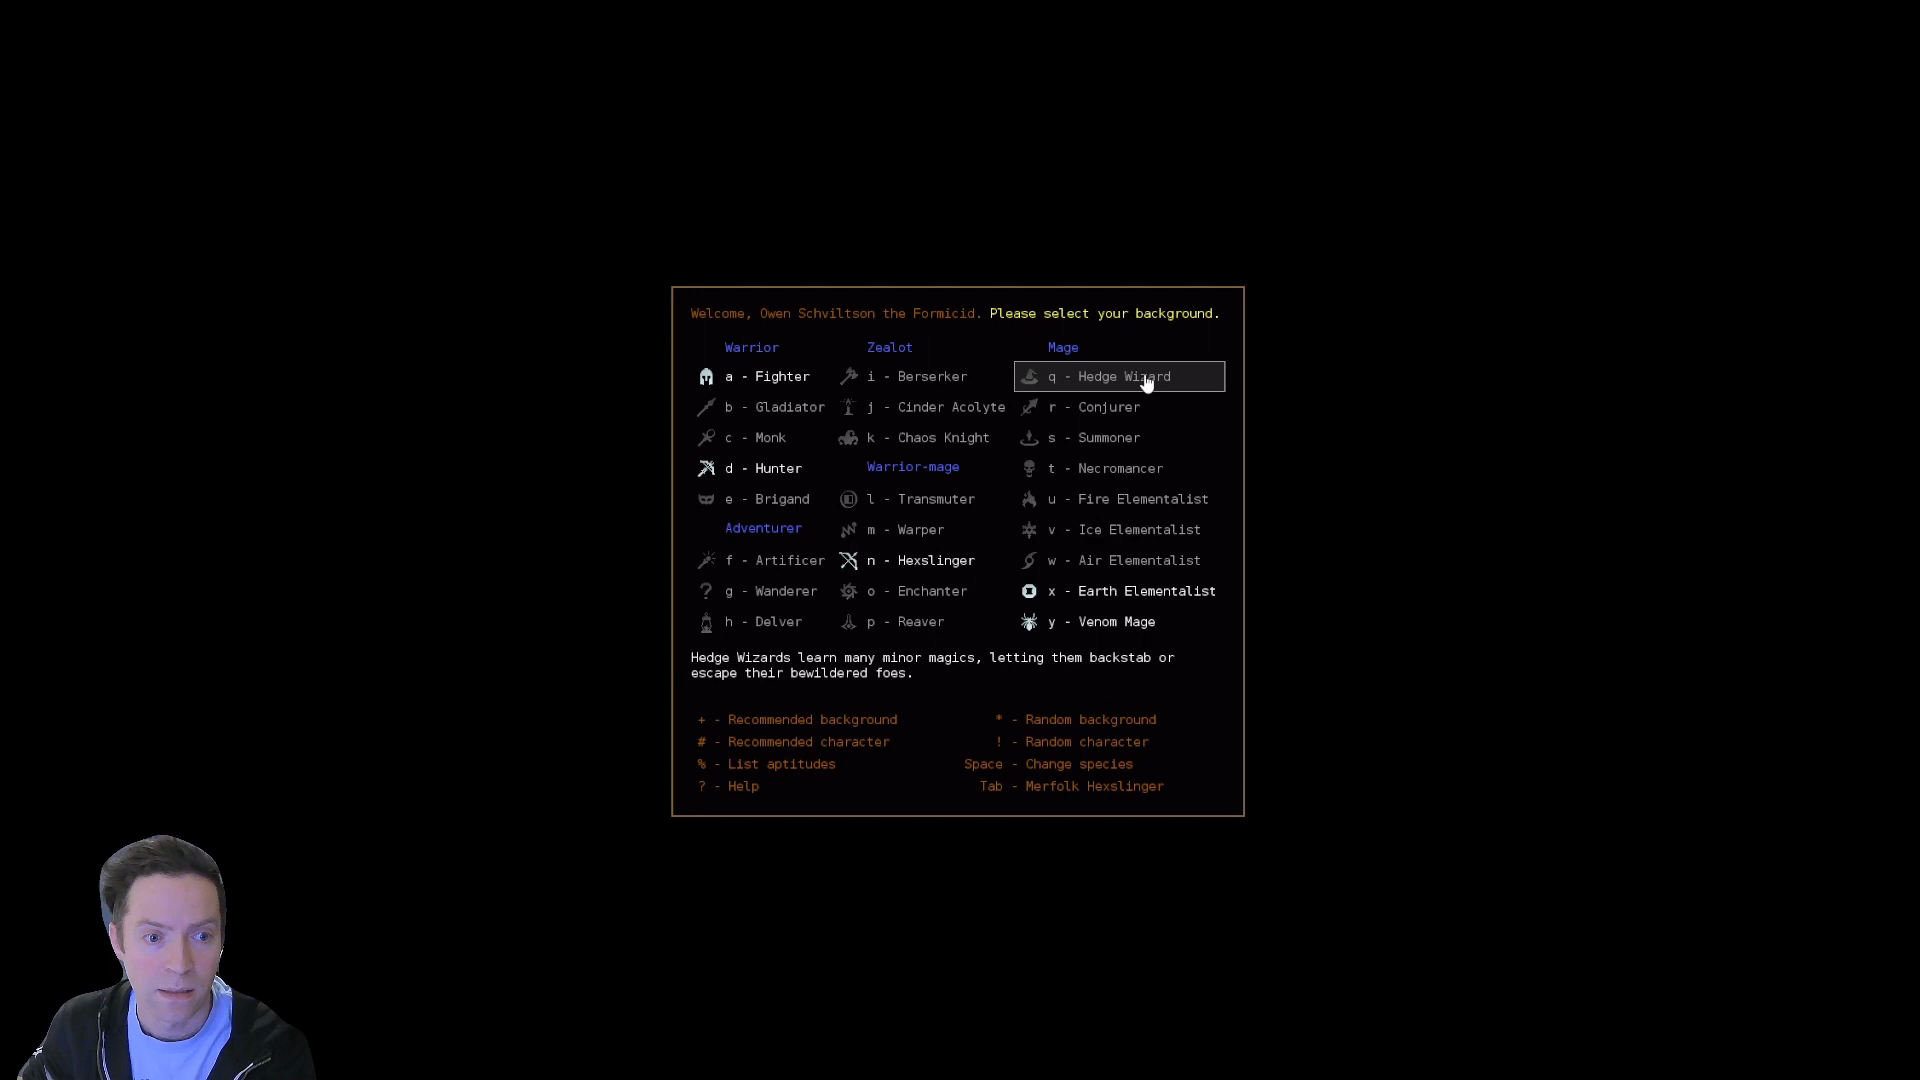 Welcome, Owen Schviltson the Formicid. Please select your background.
Warrior Zealot Mage
a - Fighter i - Berserker q - Hedge Wizard
b - Gladiator j - Cinder Acolyte r - Conjurer
c - Monk k - Chaos Knight s - Summoner
d - Hunter Warrior-mage t - Necromancer
e - Brigand l - Transmuter u - Fire Elementalist
Adventurer m - Warper v - Ice Elementalist
f - Artificer n - Hexslinger w - Air Elementalist
g - Wanderer o - Enchanter x - Earth Elementalist
h - Delver p - Reaver y - Venom Mage
Hedge Wizards learn many minor magics, letting them backstab or
escape their bewildered foes.
+ - Recommended background * - Random background
# - Recommended character ! - Random character
% - List aptitudes Space - Change species
? - Help Tab - Merfolk Hexslinger